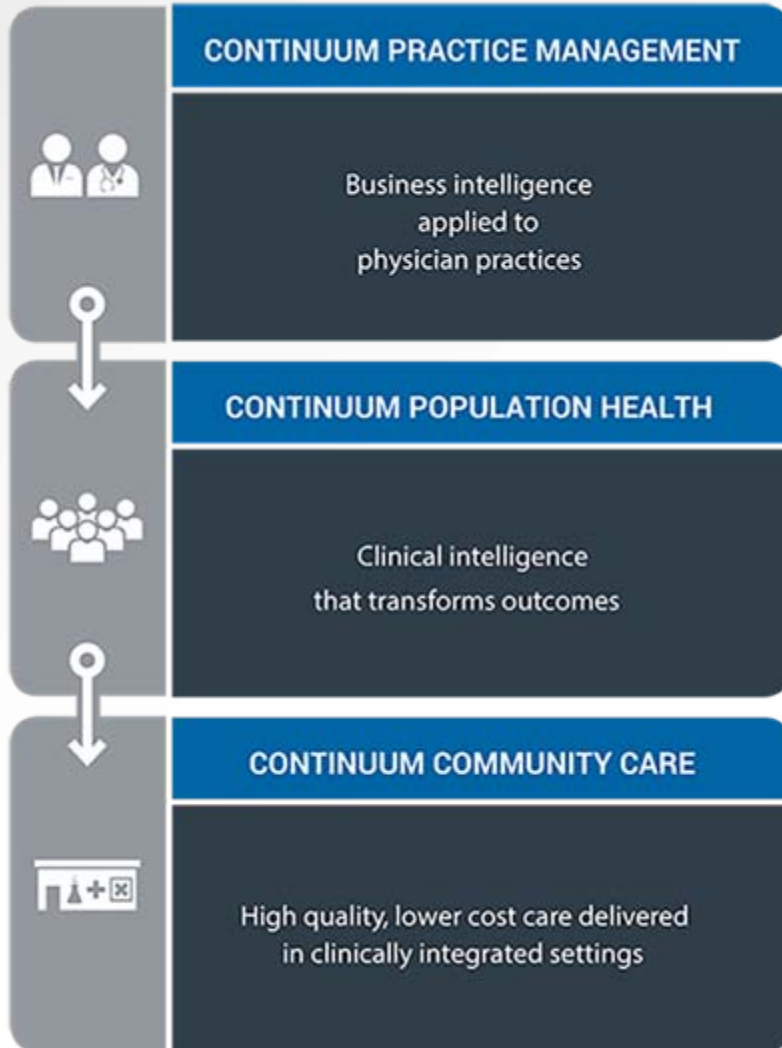 CONTINUUM PRACTICE MANAGEMENT
Business intelligence
applied to
physician practices
CONTINUUM POPULATION HEALTH
Clinical intelligence
that transforms outcomes
CONTINUUM COMMUNITY CARE
High quality, lower cost care delivered
in clinically integrated settings